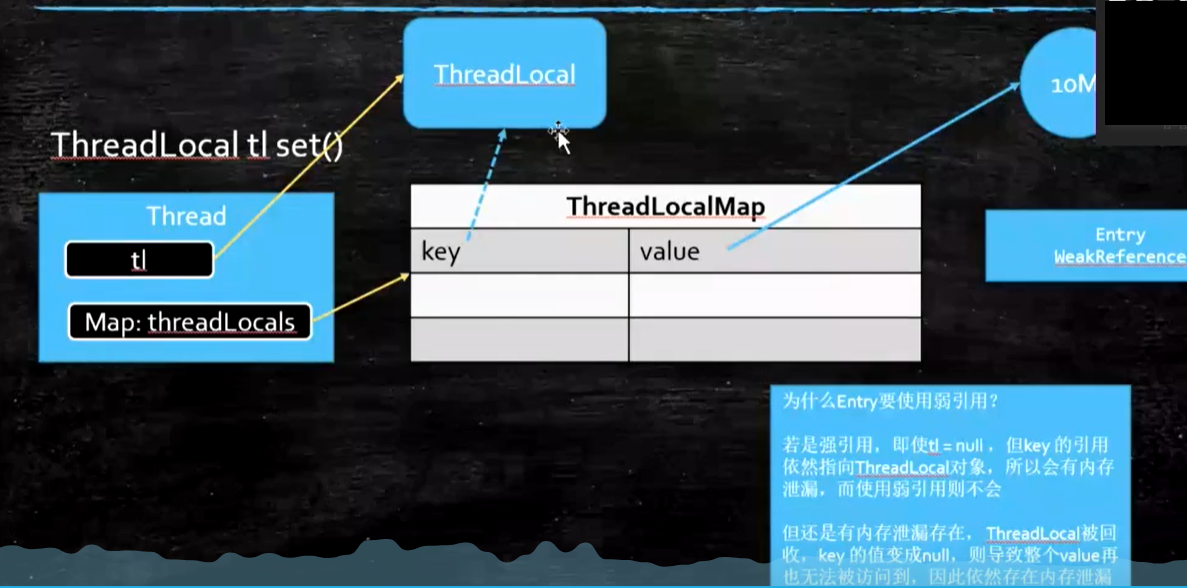 ThreadLocal
10M
ThreadLocal tl set()
Thread
ThreadLocalMap
tl
key
value
Entry
WeakReference
Map: threadLocals
为什么Entry要使用弱引用?
若是强引用，即使tl = null ，但key 的引用
依然指向ThreadLocal对象，所以会有内存
泄漏，而使用弱引用则不会
但还是有内存泄漏存在，ThreadLocal被回
收，key 的值变成null，则导致整个value再
也无法被访问到，因此依然存在内存泄漏